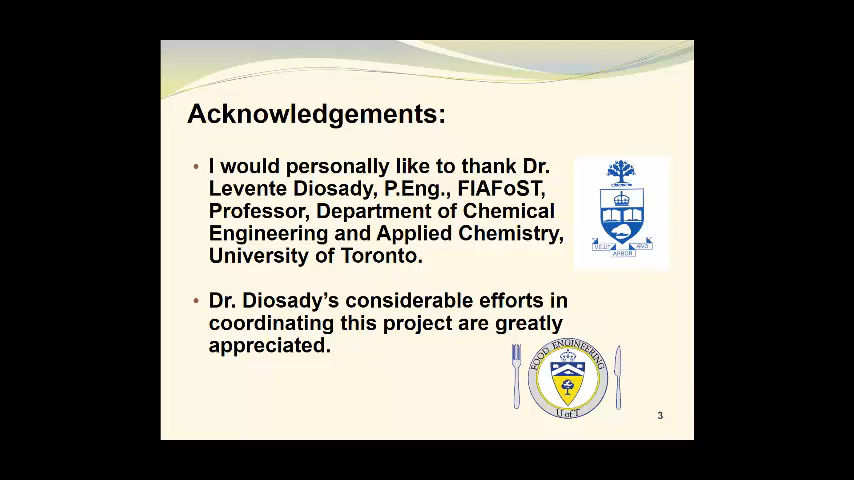 Acknowledgements:
• I would personally like to thank Dr.
Levente Diosady, P.Eng., FIAFoST,
Professor, Department of Chemical
Engineering and Applied Chemistry,
University of Toronto.
VELUT ARBOR ÆVO
• Dr. Diosady’s considerable efforts in
coordinating this project are greatly
appreciated.
FOOD ENGINEERING
U of T
3